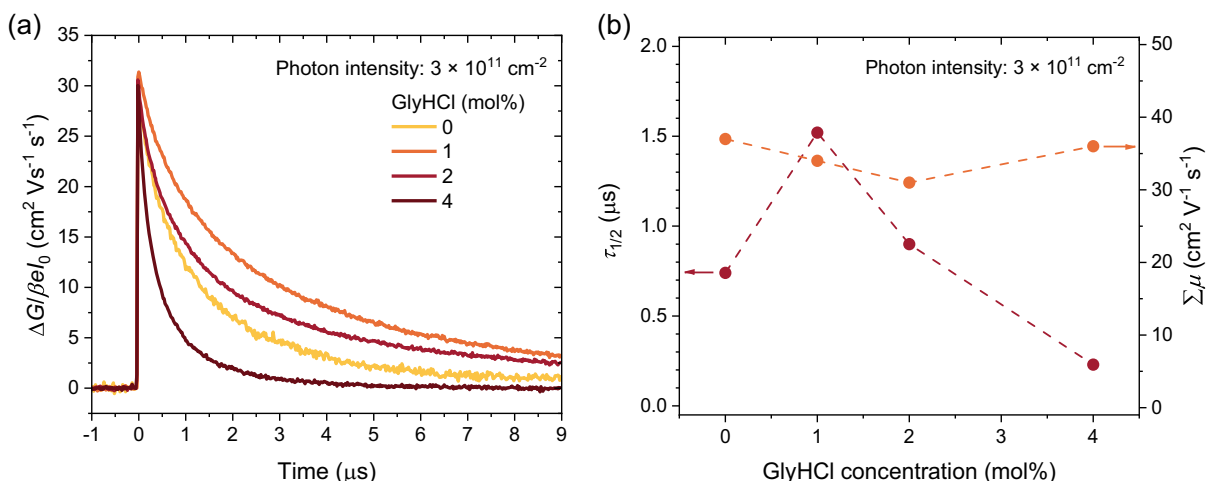 (a)
35
30
25
20
15
10
5
0
ΔG/βeI₀ (cm² Vs⁻¹ s⁻¹)
Photon intensity: 3 × 10¹¹ cm⁻²
GlyHCl (mol%)
0
1
2
4
-1 0 1 2 3 4 5 6 7 8 9
Time (μs)
(b)
2.0
1.5
1.0
0.5
0.0
τ₁/₂ (μs)
Photon intensity: 3 × 10¹¹ cm⁻²
50
40
30
20
10
0
Σμ (cm² V⁻¹ s⁻¹)
0 1 2 3 4
GlyHCl concentration (mol%)